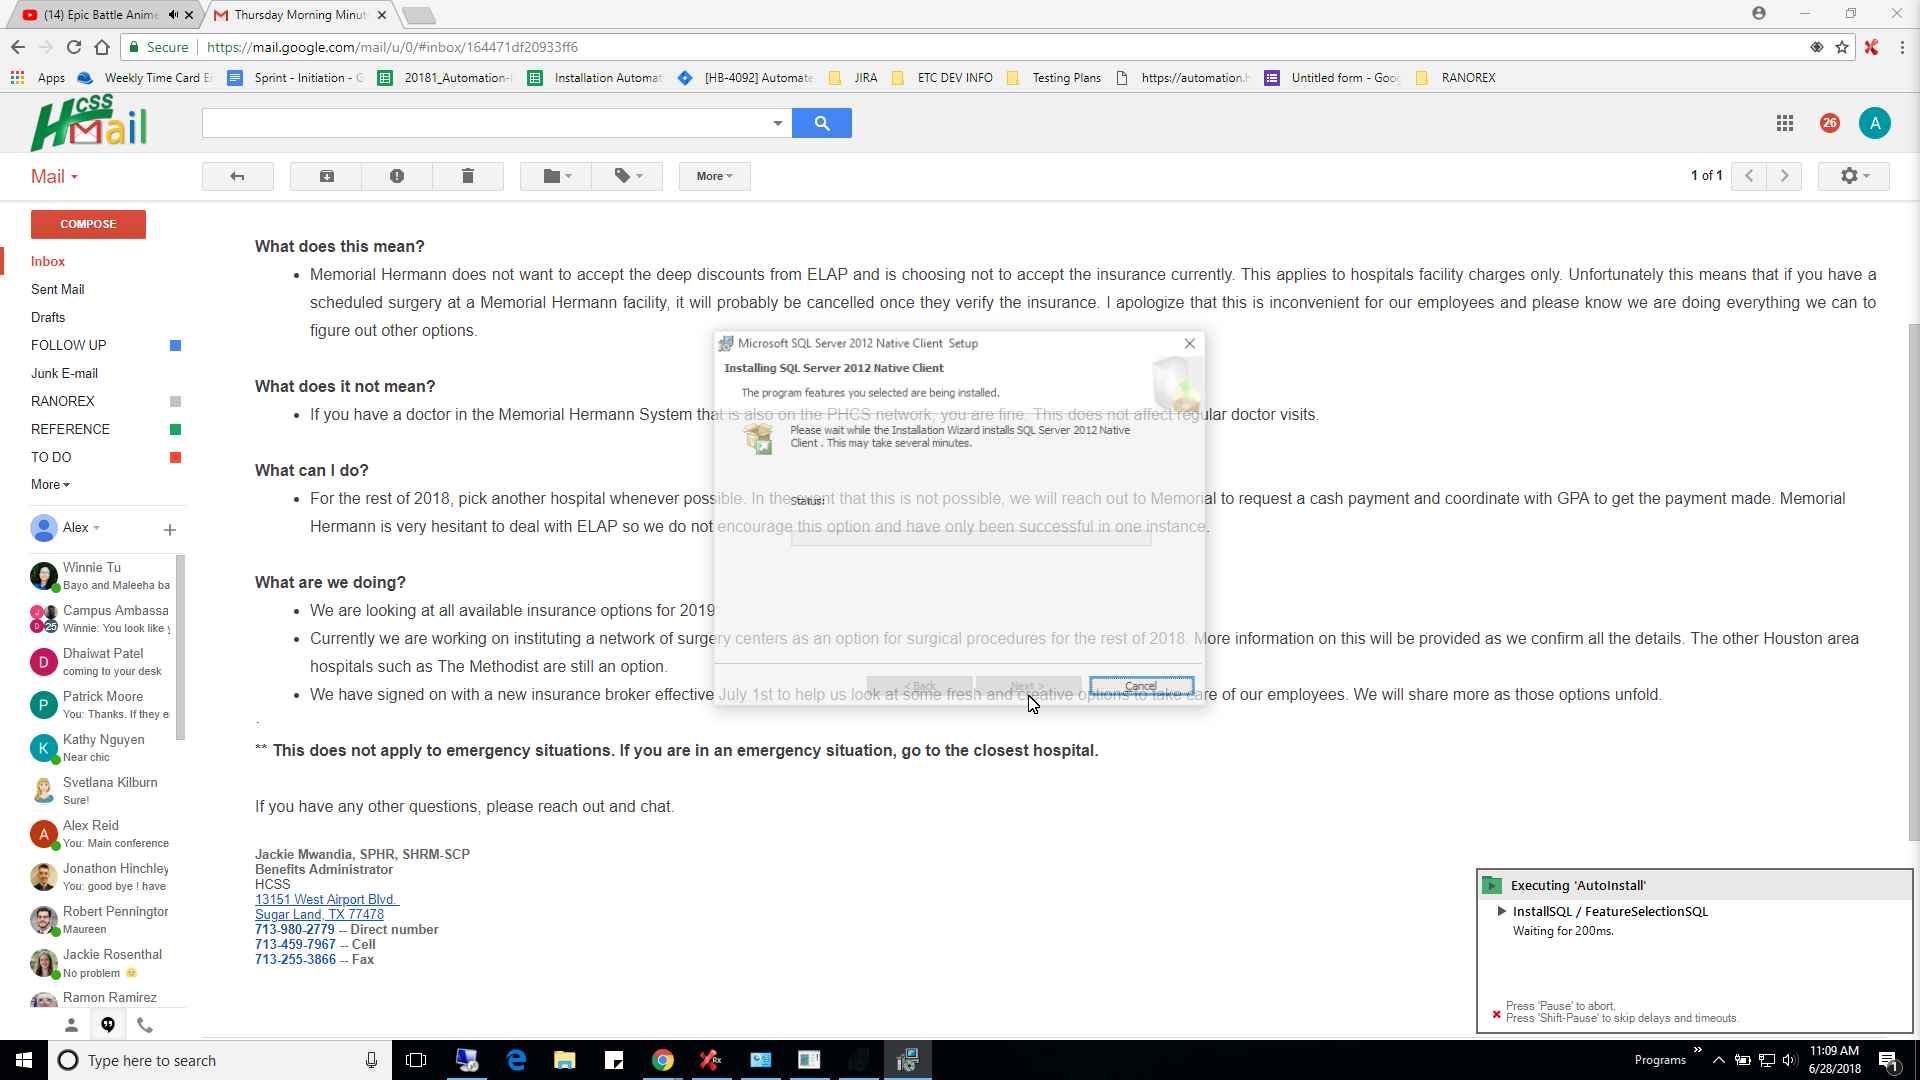 (14) Epic Battle Anime
Thursday Morning Minut
Secure
https://mail.google.com/mail/u/0/#inbox/164471df20933ff6
Apps
Weekly Time Card E
Sprint - Initiation - G
20181_Automation-
Installation Automat
[HB-4092] Automate
JIRA
ETC DEV INFO
Testing Plans
https://automation.h
Untitled form - Goo
RANOREX
HCSS
Mail
26
A
Mail
More
1 of 1
COMPOSE
Inbox
Sent Mail
Drafts
FOLLOW UP
Junk E-mail
RANOREX
REFERENCE
TO DO
More
Alex
Winnie Tu
Bayo and Maleeha ba
Campus Ambassa
Winnie: You look like y
J
D
25
Dhaiwat Patel
coming to your desk
D
Patrick Moore
You: Thanks. If they e
P
Kathy Nguyen
Near chic
K
Svetlana Kilburn
Sure!
Alex Reid
You: Main conference
A
Jonathon Hinchley
You: good bye ! have
Robert Pennington
Maureen
Jackie Rosenthal
No problem
Ramon Ramirez
What does this mean?
Memorial Hermann does not want to accept the deep discounts from ELAP and is choosing not to accept the insurance currently. This applies to hospitals facility charges only. Unfortunately this means that if you have a
scheduled surgery at a Memorial Hermann facility, it will probably be cancelled once they verify the insurance. I apologize that this is inconvenient for our employees and please know we are doing everything we can to
figure out other options.
What does it not mean?
If you have a doctor in the Memorial Hermann System that is also on the PHCS network, you are fine. This does not affect regular doctor visits.
What can I do?
For the rest of 2018, pick another hospital whenever possible. In the event that this is not possible, we will reach out to Memorial to request a cash payment and coordinate with GPA to get the payment made. Memorial
Hermann is very hesitant to deal with ELAP so we do not encourage this option and have only been successful in one instance.
What are we doing?
We are looking at all available insurance options for 2019
Currently we are working on instituting a network of surgery centers as an option for surgical procedures for the rest of 2018. More information on this will be provided as we confirm all the details. The other Houston area
hospitals such as The Methodist are still an option.
We have signed on with a new insurance broker effective July 1st to help us look at some fresh and creative options to take care of our employees. We will share more as those options unfold.
.
** This does not apply to emergency situations. If you are in an emergency situation, go to the closest hospital.
If you have any other questions, please reach out and chat.
Jackie Mwandia, SPHR, SHRM-SCP
Benefits Administrator
HCSS
13151 West Airport Blvd.
Sugar Land, TX 77478
713-980-2779 -- Direct number
713-459-7967 -- Cell
713-255-3866 -- Fax
Microsoft SQL Server 2012 Native Client Setup
Installing SQL Server 2012 Native Client
The program features you selected are being installed.
Please wait while the Installation Wizard installs SQL Server 2012 Native
Client . This may take several minutes.
Status:
< Back
Next >
Cancel
Executing 'AutoInstall'
InstallSQL / FeatureSelectionSQL
Waiting for 200ms.
Press 'Pause' to abort.
Press 'Shift-Pause' to skip delays and timeouts.
Type here to search
Rx
Programs
11:09 AM
6/28/2018
1